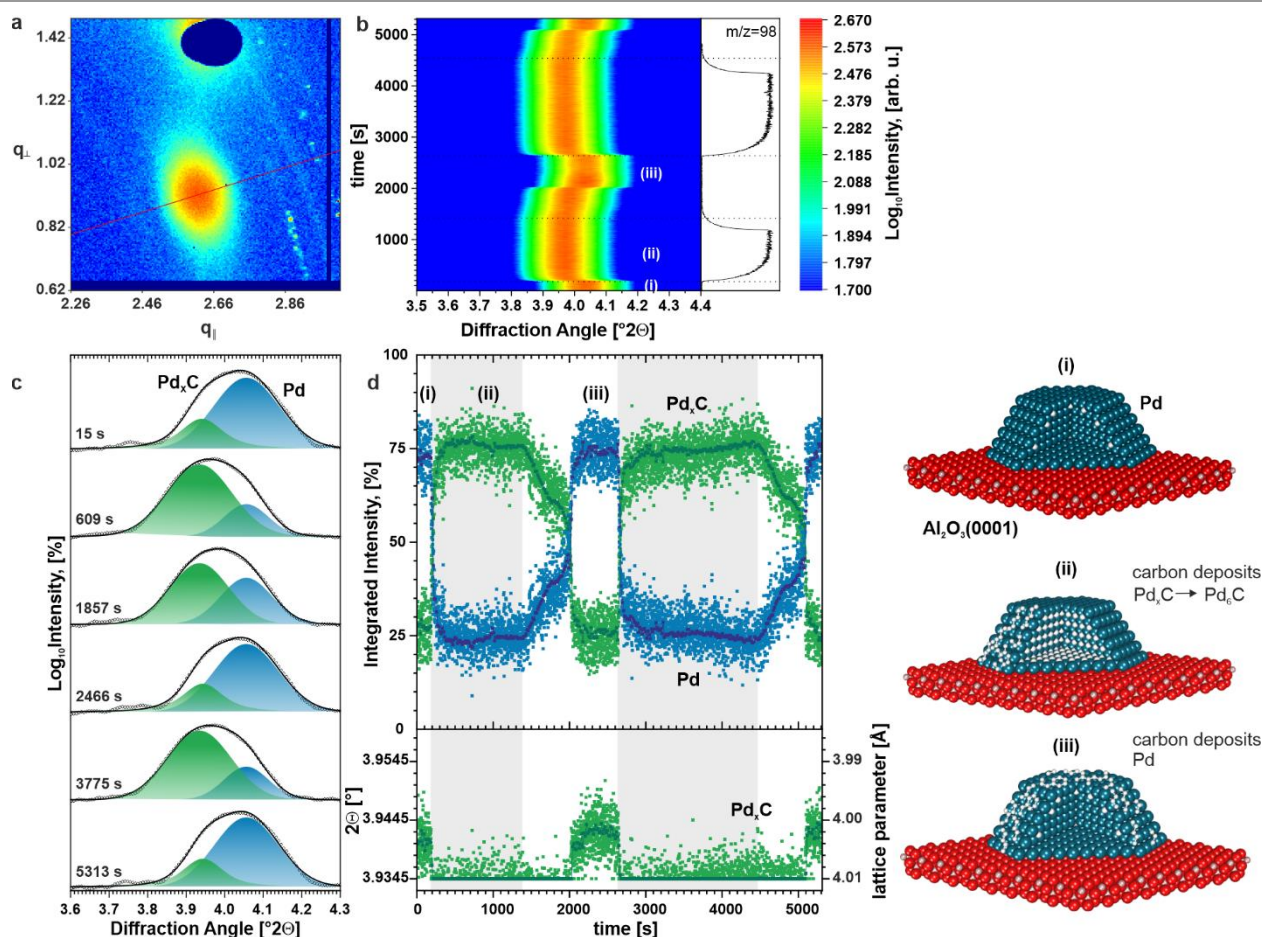 a
1.42
1.22
1.02
0.82
0.62
q⊥
2.26 2.46 2.66 2.86
q||
b
m/z=98
5000
4000
3000
2000
1000
time [s]
(iii)
(ii)
(i)
3.5 3.6 3.7 3.8 3.9 4.0 4.1 4.2 4.3 4.4
Diffraction Angle [°2Θ]
2.670
2.573
2.476
2.379
2.282
2.185
2.088
1.991
1.894
1.797
1.700
Log₁₀Intensity, [arb. u.]
c
PdₓC
Pd
15 s
609 s
1857 s
2466 s
3775 s
5313 s
Log₁₀Intensity, [%]
3.6 3.7 3.8 3.9 4.0 4.1 4.2 4.3
Diffraction Angle [°2Θ]
d
100
75
50
25
0
Integrated Intensity, [%]
(i) (ii) (iii)
PdₓC
Pd
3.9545
3.9445
3.9345
2Θ [°]
PdₓC
3.99
4.00
4.01
lattice parameter [Å]
0 1000 2000 3000 4000 5000
time [s]
(i)
Pd
Al₂O₃(0001)
(ii)
carbon deposits
PdₓC → Pd₆C
(iii)
carbon deposits
Pd